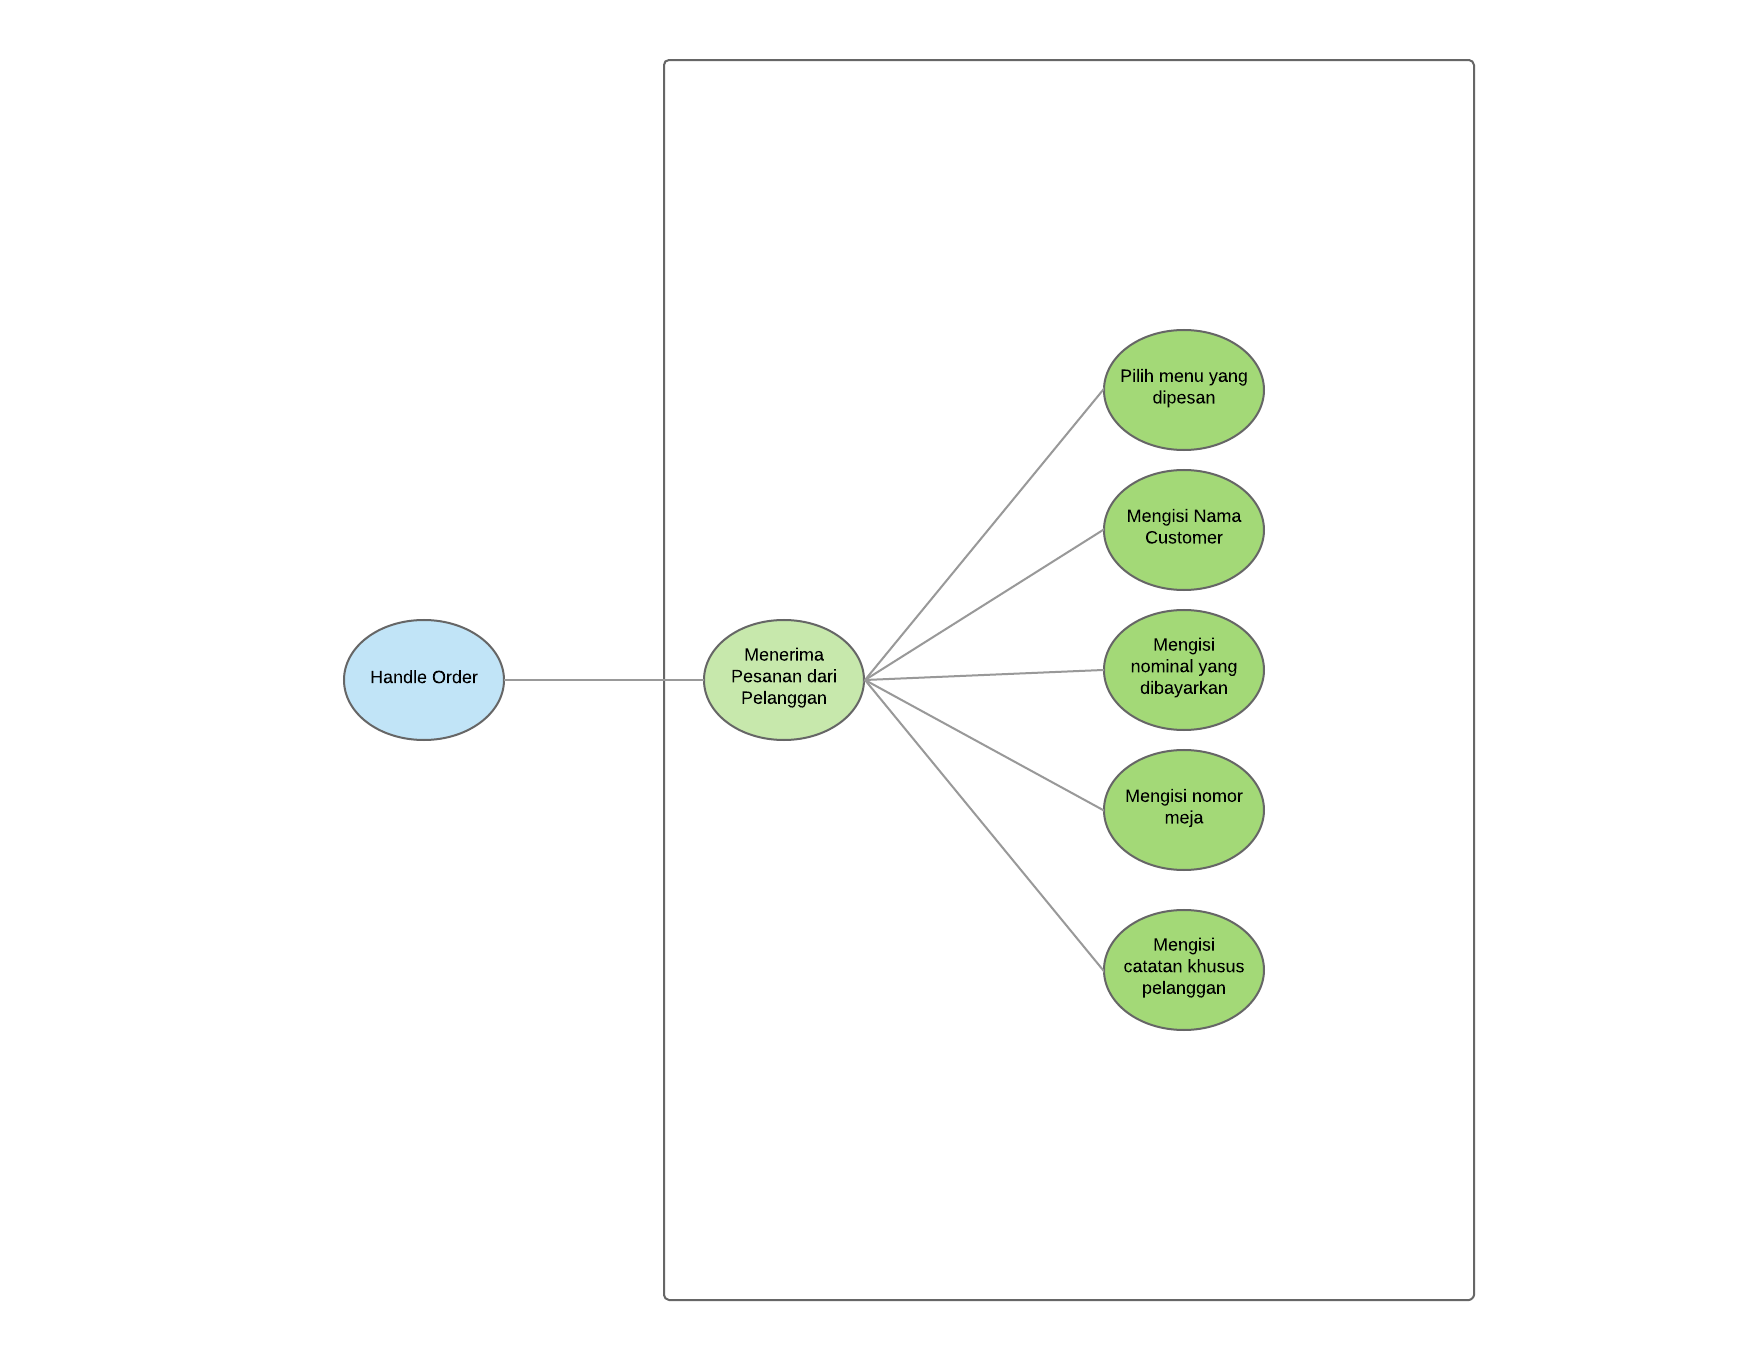 Handle Order
Menerima
Pesanan dari
Pelanggan
Pilih menu yang
dipesan
Mengisi Nama
Customer
Mengisi
nominal yang
dibayarkan
Mengisi nomor
meja
Mengisi
catatan khusus
pelanggan